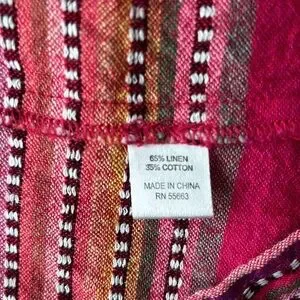 65% LINEN
35% COTTON
MADE IN CHINA
RN 55663